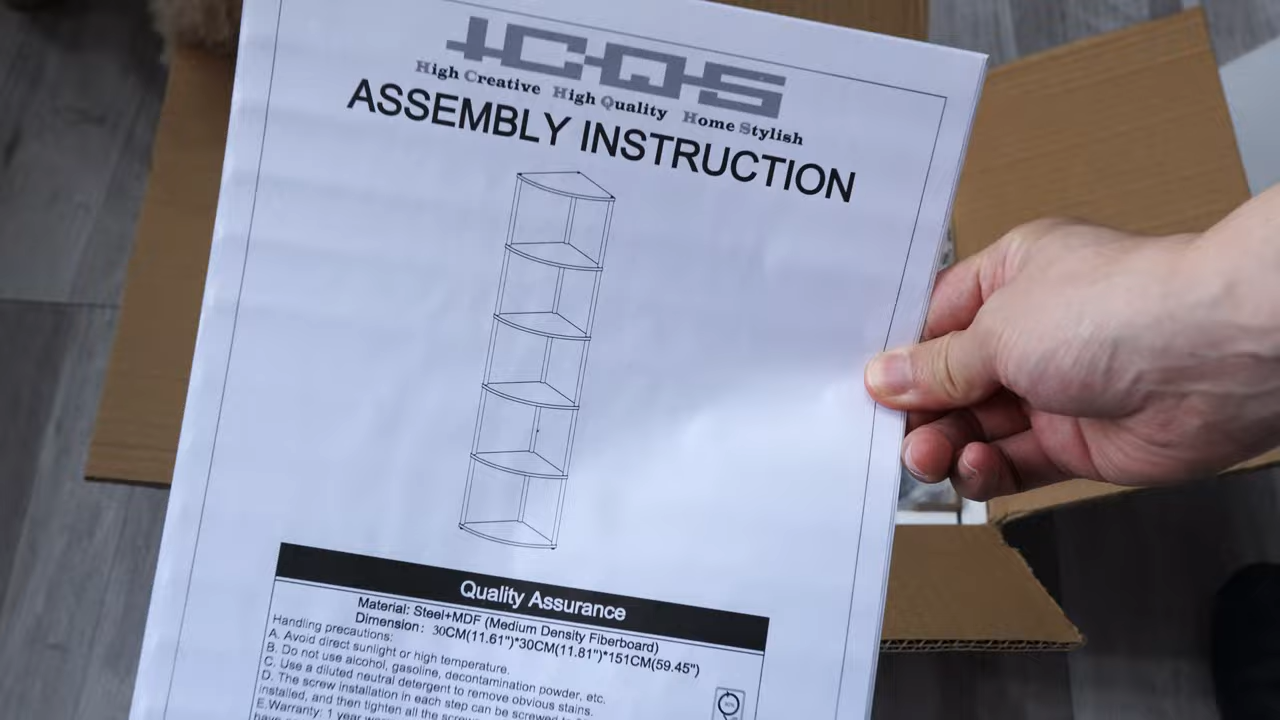 HCQHS
High Creative High Quality Home Stylish
ASSEMBLY INSTRUCTION
Quality Assurance
Material: Steel+MDF (Medium Density Fiberboard)
Dimension: 30CM(11.61")*30CM(11.81")*151CM(59.45")
Handling precautions:
A. Avoid direct sunlight or high temperature.
B. Do not use alcohol, gasoline, decontamination powder, etc.
C. Use a diluted neutral detergent to remove obvious stains.
D. The screw installation in each step can be screwed to
installed, and then tighten all the screws
E.Warranty: 1 year